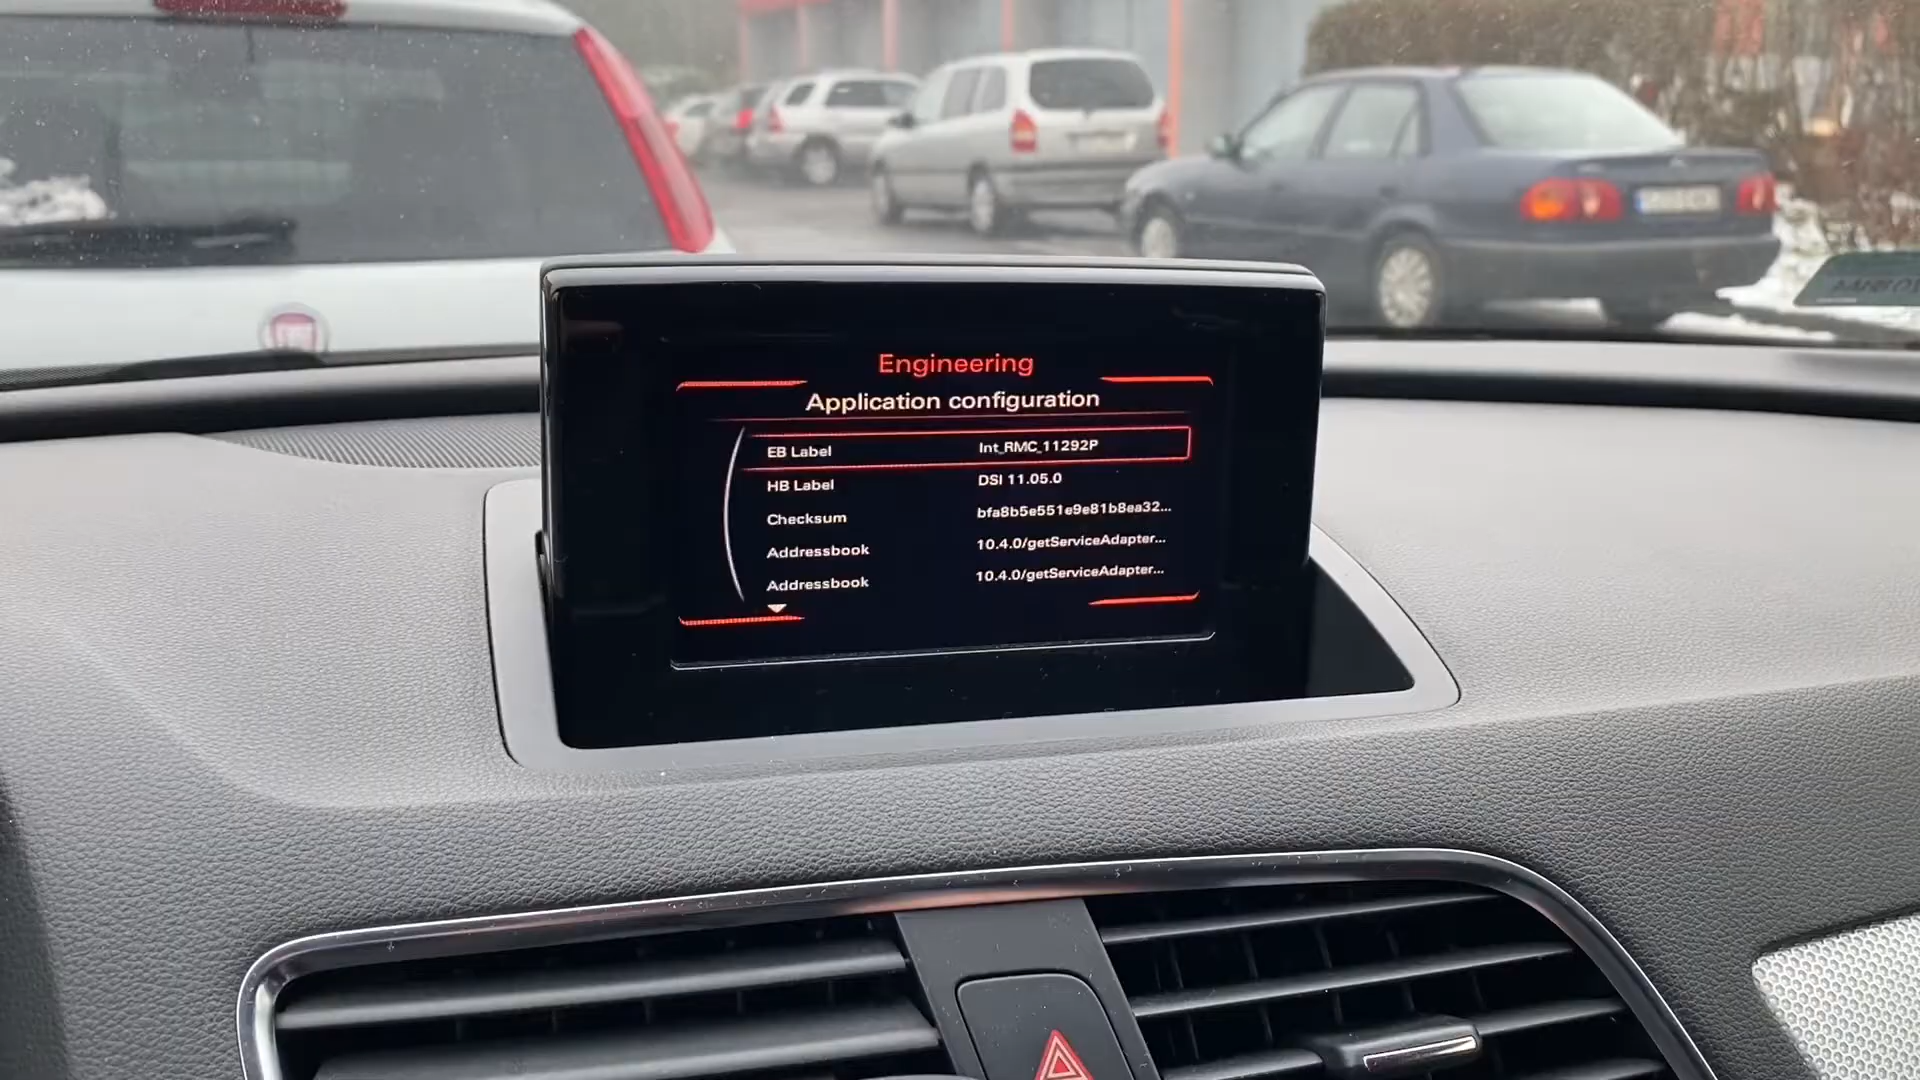 Engineering
Application configuration
EB Label Int_RMC_11292P
HB Label DSI 11.05.0
Checksum bfa8b5e551e9e81b8ea32...
Addressbook 10.4.0/getServiceAdapter...
Addressbook 10.4.0/getServiceAdapter...